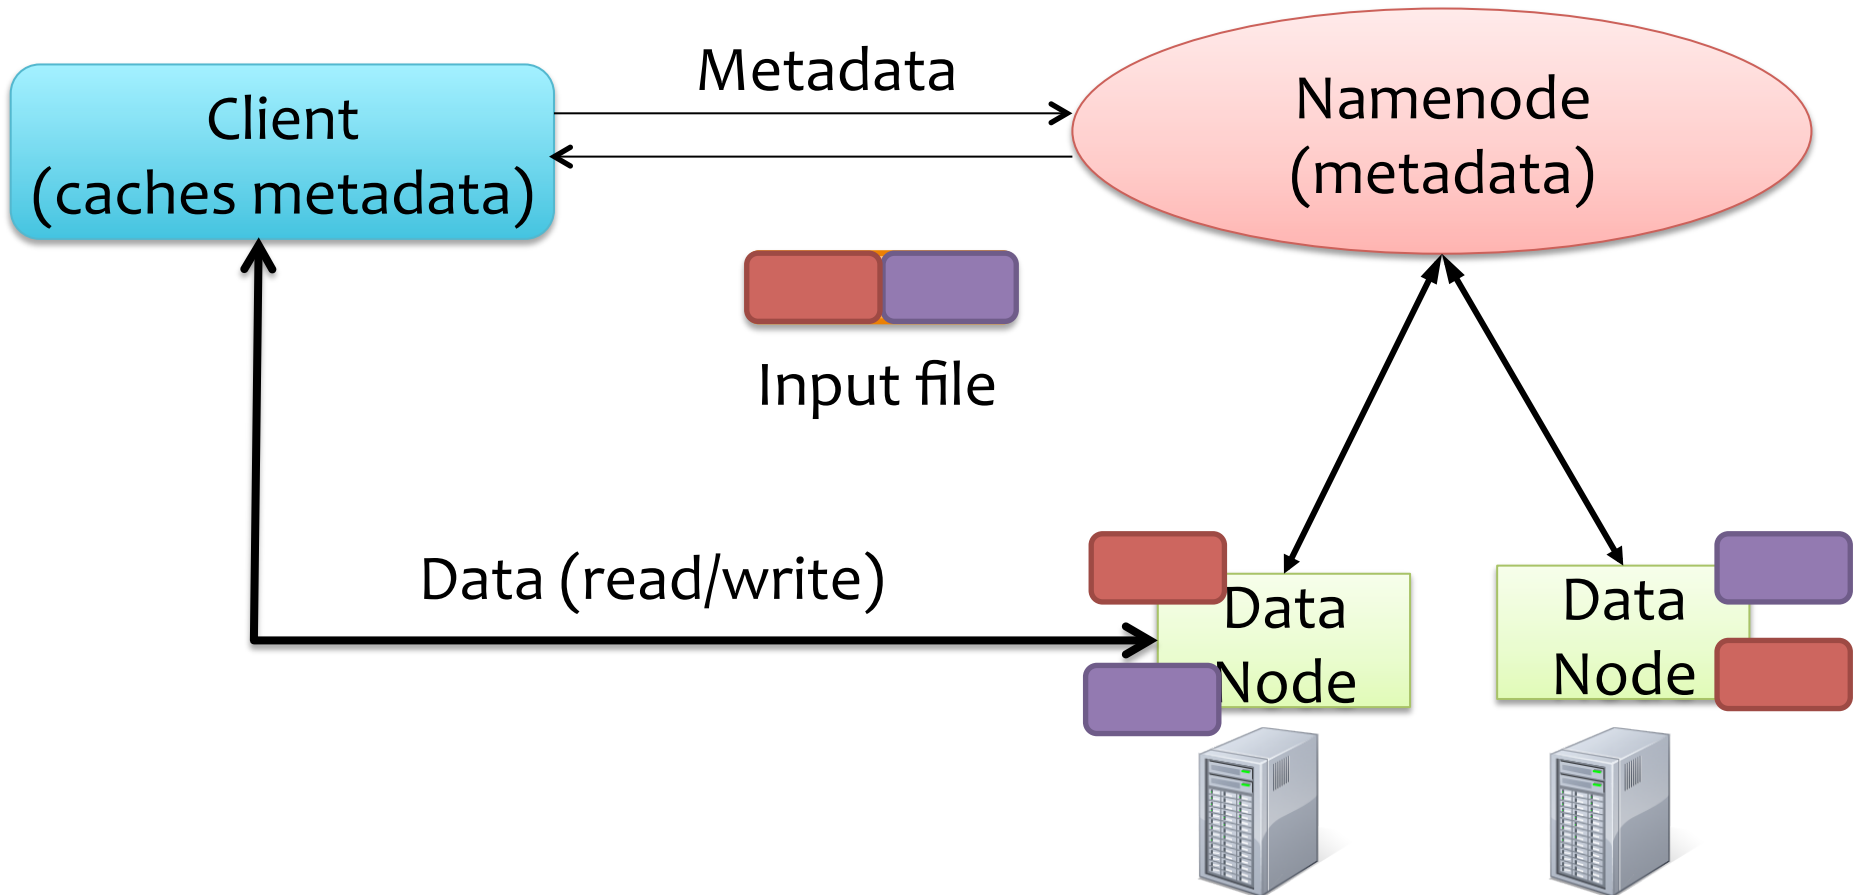 Metadata
Client
(caches metadata)
Namenode
(metadata)
Input file
Data (read/write)
Data
Node
Data
Node